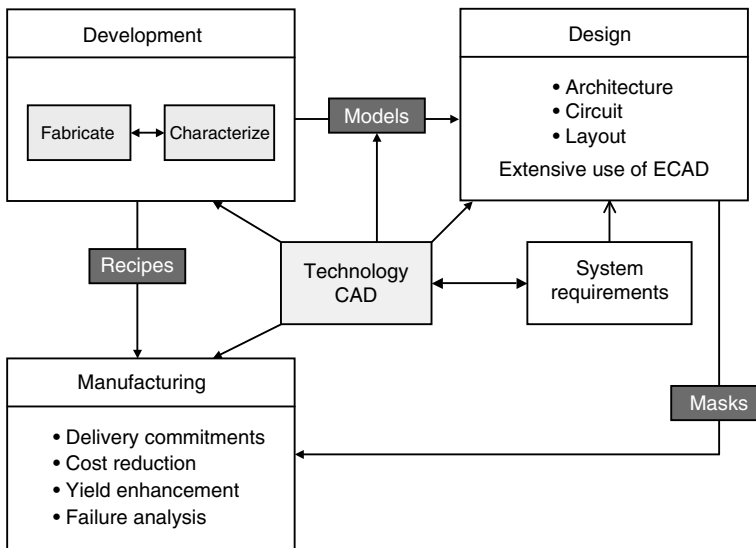 Development
Fabricate
Characterize
Models
Design
• Architecture
• Circuit
• Layout
Extensive use of ECAD
Recipes
Technology
CAD
System
requirements
Manufacturing
• Delivery commitments
• Cost reduction
• Yield enhancement
• Failure analysis
Masks